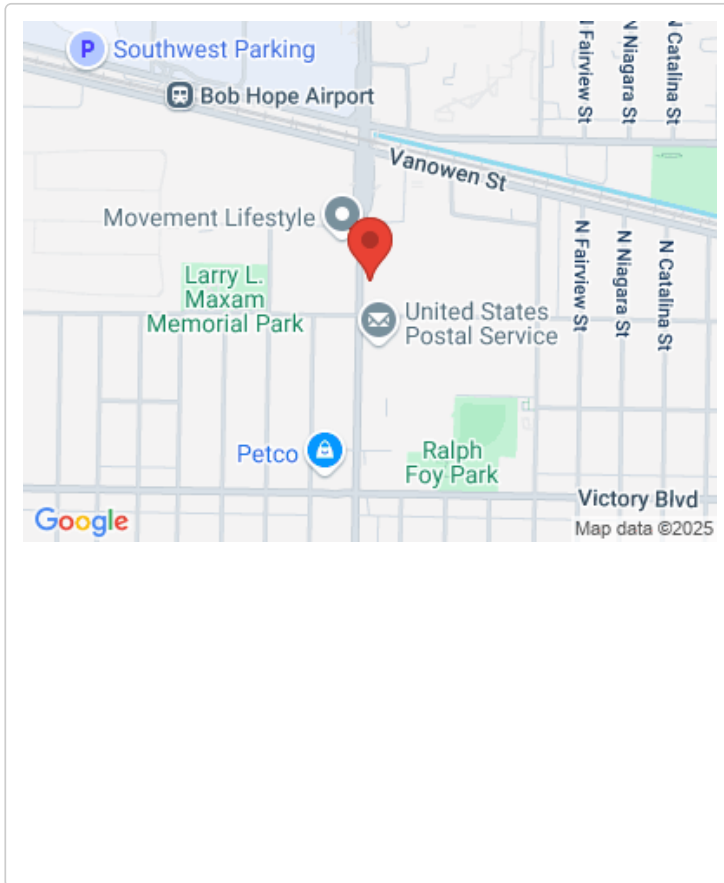 P
Southwest Parking
Bob Hope Airport
N Fairview St
N Niagara St
N Catalina St
Vanowen St
Movement Lifestyle
Larry L.
Maxam
Memorial Park
United States
Postal Service
N Fairview St
N Niagara St
N Catalina St
Petco
Ralph
Foy Park
Victory Blvd
Google
Map data ©2025